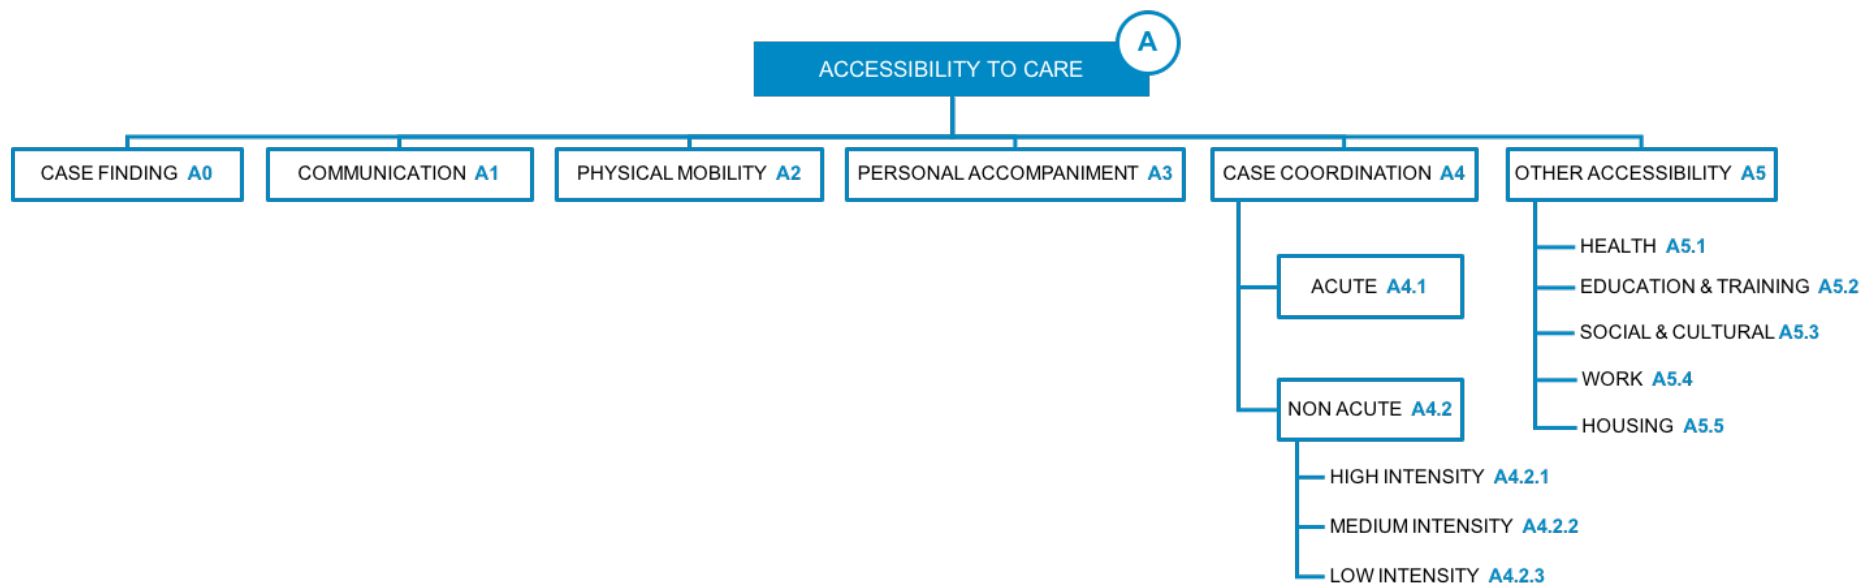 A
ACCESSIBILITY TO CARE
CASE FINDING A0
COMMUNICATION A1
PHYSICAL MOBILITY A2
PERSONAL ACCOMPANIMENT A3
CASE COORDINATION A4
OTHER ACCESSIBILITY A5
ACUTE A4.1
NON ACUTE A4.2
HIGH INTENSITY A4.2.1
MEDIUM INTENSITY A4.2.2
LOW INTENSITY A4.2.3
HEALTH A5.1
EDUCATION & TRAINING A5.2
SOCIAL & CULTURAL A5.3
WORK A5.4
HOUSING A5.5